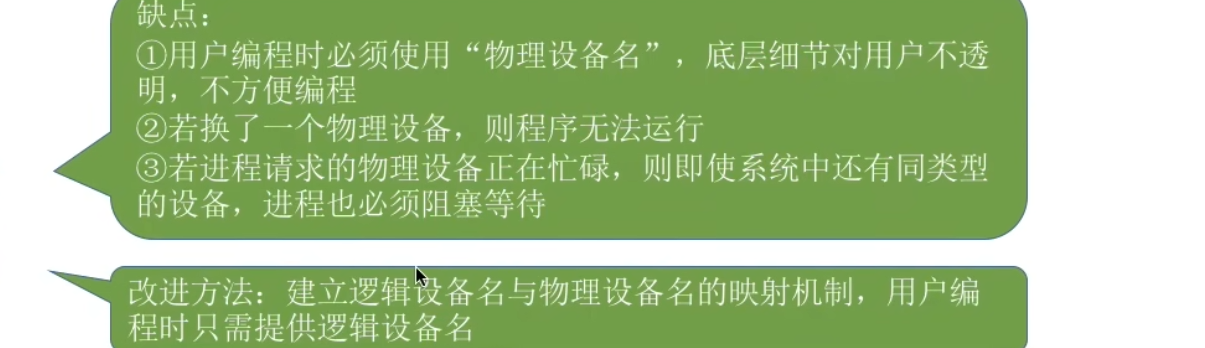 缺点：
①用户编程时必须使用“物理设备名”，底层细节对用户不透
明，不方便编程
②若换了一个物理设备，则程序无法运行
③若进程请求的物理设备正在忙碌，则即使系统中还有同类型
的设备，进程也必须阻塞等待
改进方法：建立逻辑设备名与物理设备名的映射机制，用户编
程时只需提供逻辑设备名